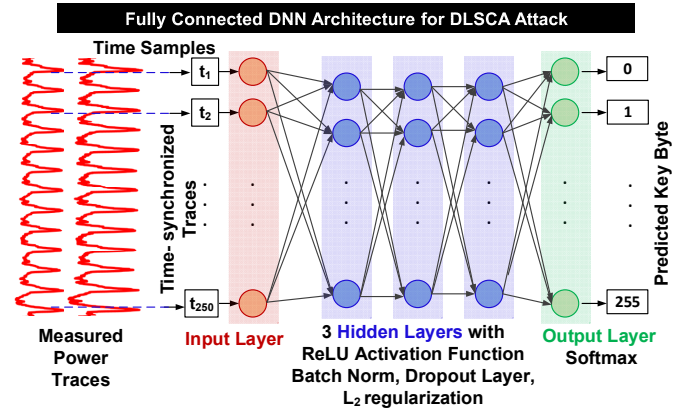 Fully Connected DNN Architecture for DLSCA Attack
Time Samples
t1
t2
t250
Time- synchronized
Traces
0
1
255
Predicted Key Byte
Measured
Power
Traces
Input Layer
3 Hidden Layers with
ReLU Activation Function
Batch Norm, Dropout Layer,
L2 regularization
Output Layer
Softmax